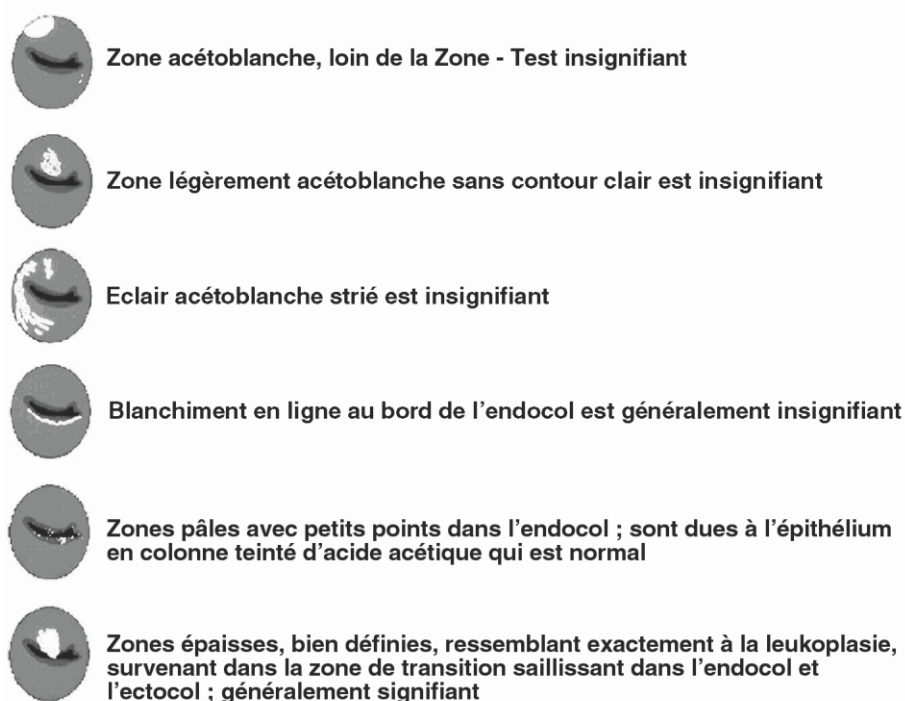 Zone acétoblanche, loin de la Zone - Test insignifiant
Zone légèrement acétoblanche sans contour clair est insignifiant
Eclair acétoblanche strié est insignifiant
Blanchiment en ligne au bord de l'endocol est généralement insignifiant
Zones pâles avec petits points dans l'endocol ; sont dues à l'épithélium
en colonne teinté d'acide acétique qui est normal
Zones épaisses, bien définies, ressemblant exactement à la leukoplasie,
survenant dans la zone de transition saillissant dans l'endocol et
l'ectocol ; généralement signifiant